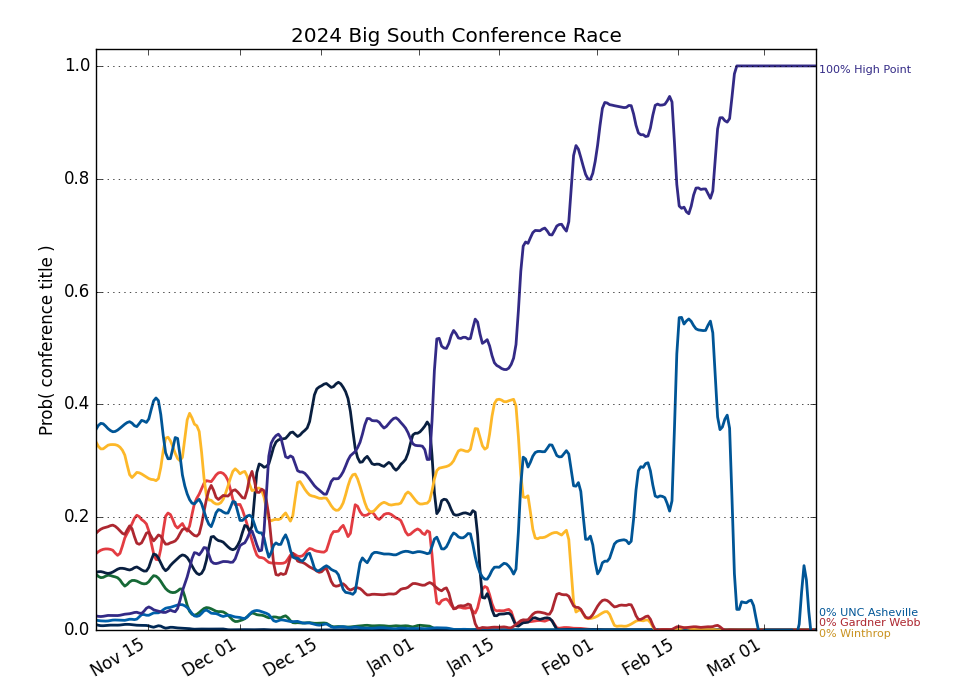 2024 Big South Conference Race
Prob( conference title )
1.0
0.8
0.6
0.4
0.2
0.0
Nov 15
Dec 01
Dec 15
Jan 01
Jan 15
Feb 01
Feb 15
Mar 01
100% High Point
0% UNC Asheville
0% Gardner Webb
0% Winthrop